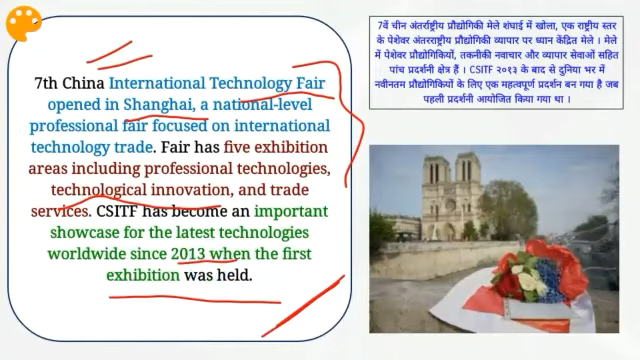 7th China International Technology Fair
opened in Shanghai, a national-level
professional fair focused on international
technology trade. Fair has five exhibition
areas including professional technologies,
technological innovation, and trade
services. CSITF has become an important
showcase for the latest technologies
worldwide since 2013 when the first
exhibition was held.
7वें चीन अंतर्राष्ट्रीय प्रौद्योगिकी मेले शंघाई में खोला, एक राष्ट्रीय स्तर
के पेशेवर अंतरराष्ट्रीय प्रौद्योगिकी व्यापार पर ध्यान केंद्रित मेले । मेले
में पेशेवर प्रौद्योगिकियों, तकनीकी नवाचार और व्यापार सेवाओं सहित
पांच प्रदर्शनी क्षेत्र हैं । CSITF २०१३ के बाद से दुनिया भर में
नवीनतम प्रौद्योगिकियों के लिए एक महत्वपूर्ण प्रदर्शन बन गया है जब
पहली प्रदर्शनी आयोजित किया गया था ।